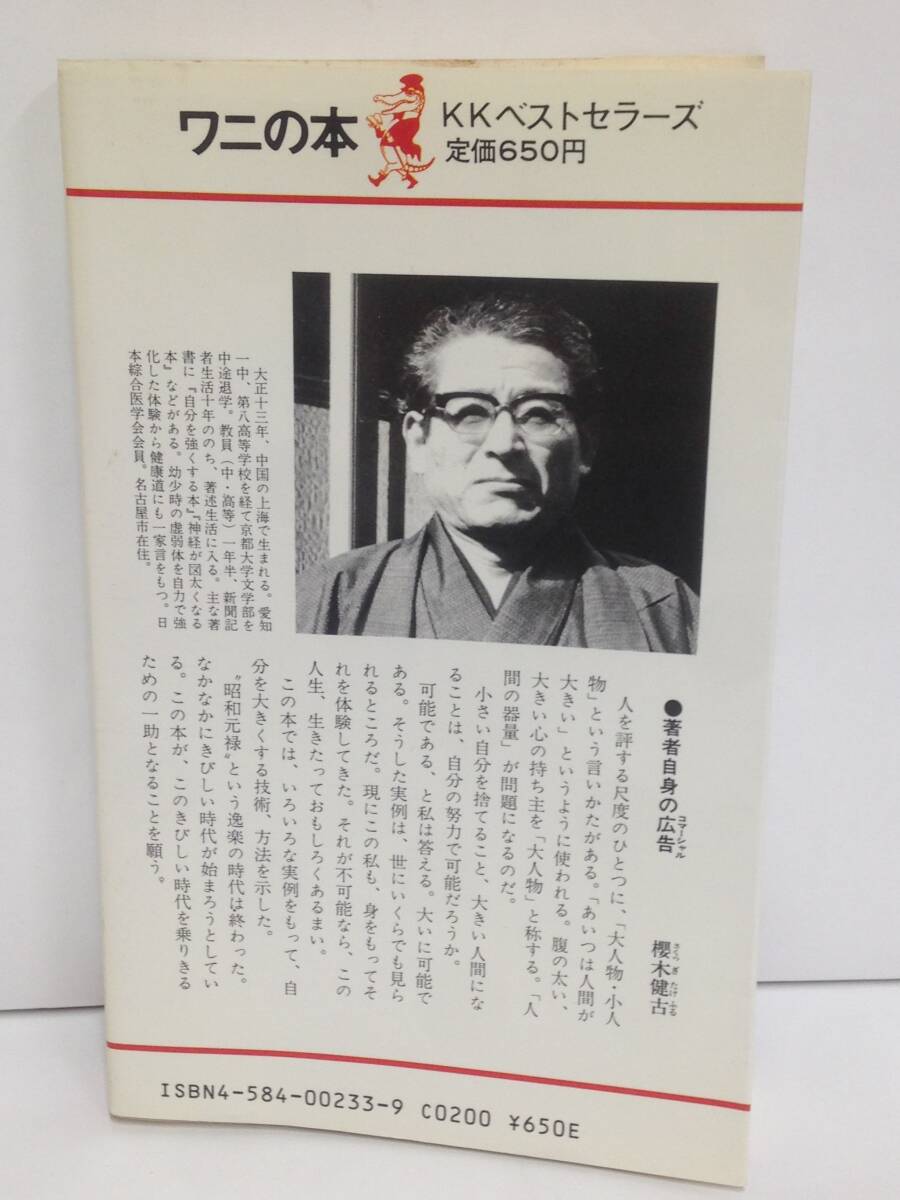 ワニの本
KKベストセラーズ
定価650円
大正十三年、中国の上海で生まれる。愛知
一中、第八高等学校を経て京都大学文学部を
中途退学。教員（中・高等）一年半、新聞記
者生活十年ののち、著述生活に入る。主な著
書に『自分を強くする本』『神経が図太くなる
本』などがある。幼少時の虚弱体を自力で強
化した体験から健康道にも一家言をもつ。日
本綜合医学会会員。名古屋市在住。
●著者自身の広告
コマーシャル
櫻木健古
さくらぎたけふる
人を評する尺度のひとつに、「大人物・小人
物」という言いかたがある。「あいつは人間が
大きい」というように使われる。腹の太い、
大きい心の持ち主を「大人物」と称する。「人
間の器量」が問題になるのだ。
小さい自分を捨てること、大きい人間にな
ることは、自分の努力で可能だろうか。
可能である、と私は答える。大いに可能で
ある。そうした実例は、世にいくらでも見ら
れるところだ。現にこの私も、身をもってそ
れを体験してきた。それが不可能なら、この
人生、生きたっておもしろくあるまい。
この本では、いろいろな実例をもって、自
分を大きくする技術、方法を示した。
〝昭和元禄〟という逸楽の時代は終わった。
なかなかにきびしい時代が始まろうとしてい
る。この本が、このきびしい時代を乗りきる
ための一助となることを願う。
ISBN4-584-00233-9 C0200 ¥650E